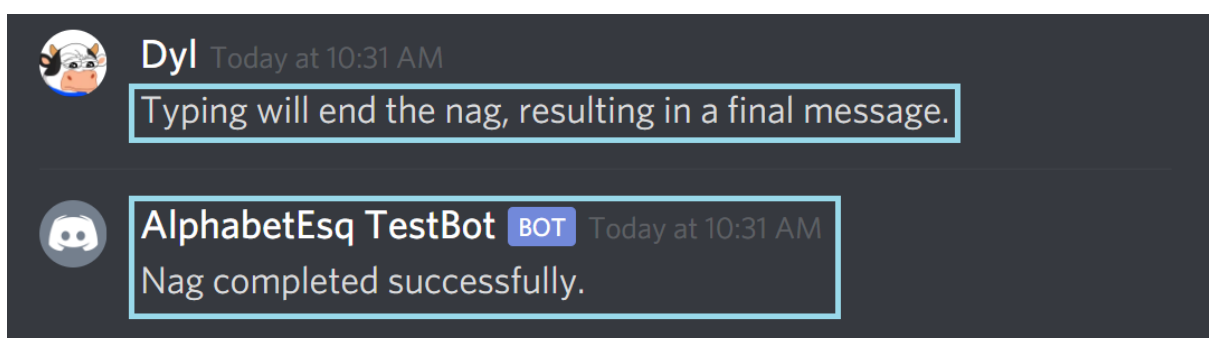 Dyl Today at 10:31 AM
Typing will end the nag, resulting in a final message.
AlphabetEsq TestBot BOT Today at 10:31 AM
Nag completed successfully.